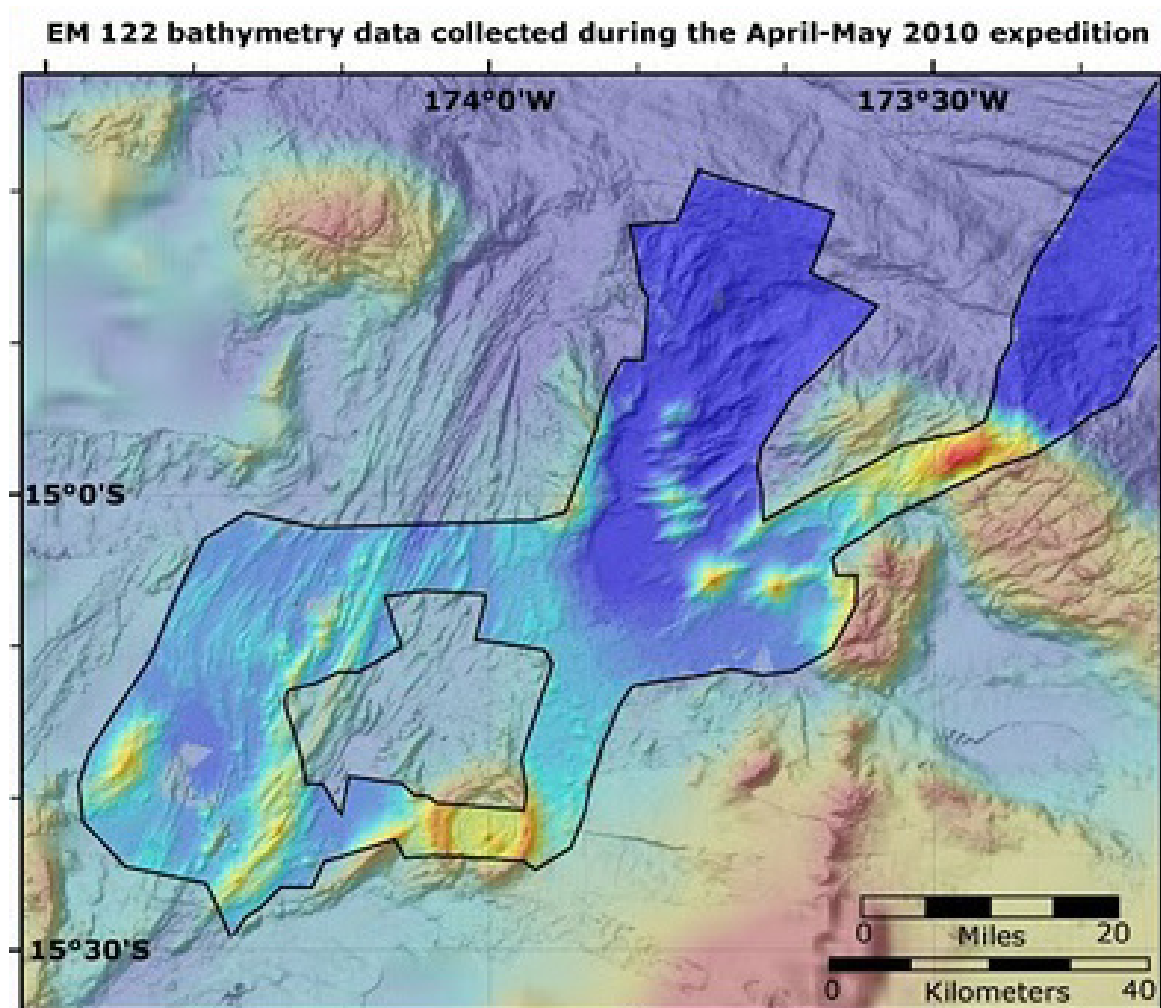 EM 122 bathymetry data collected during the April-May 2010 expedition
174°0'W 173°30'W
15°0'S
15°30'S
0 Miles 20
0 Kilometers 40